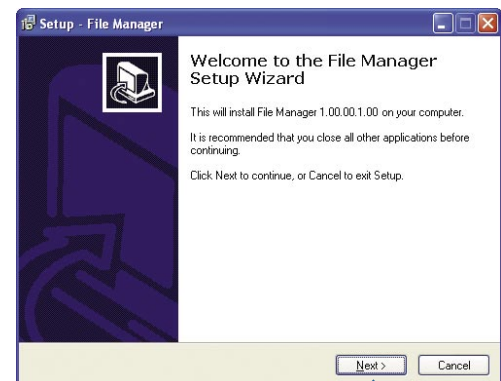 Setup - File Manager
Welcome to the File Manager
Setup Wizard
This will install File Manager 1.00.00.1.00 on your computer.
It is recommended that you close all other applications before
continuing.
Click Next to continue, or Cancel to exit Setup.
Next >
Cancel